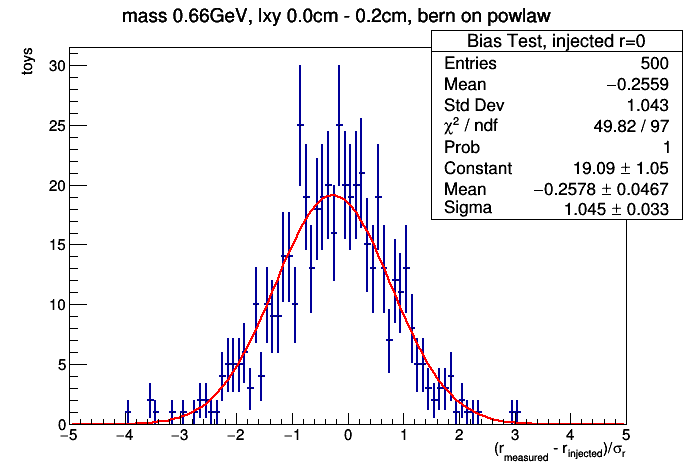 mass 0.66GeV, lxy 0.0cm - 0.2cm, bern on powlaw
Bias Test, injected r=0
Entries 500
Mean −0.2559
Std Dev 1.043
χ² / ndf 49.82 / 97
Prob 1
Constant 19.09 ± 1.05
Mean −0.2578 ± 0.0467
Sigma 1.045 ± 0.033
toys
30
25
20
15
10
5
0
−5 −4 −3 −2 −1 0 1 2 3 4 5
(r_measured - r_injected)/σ_r